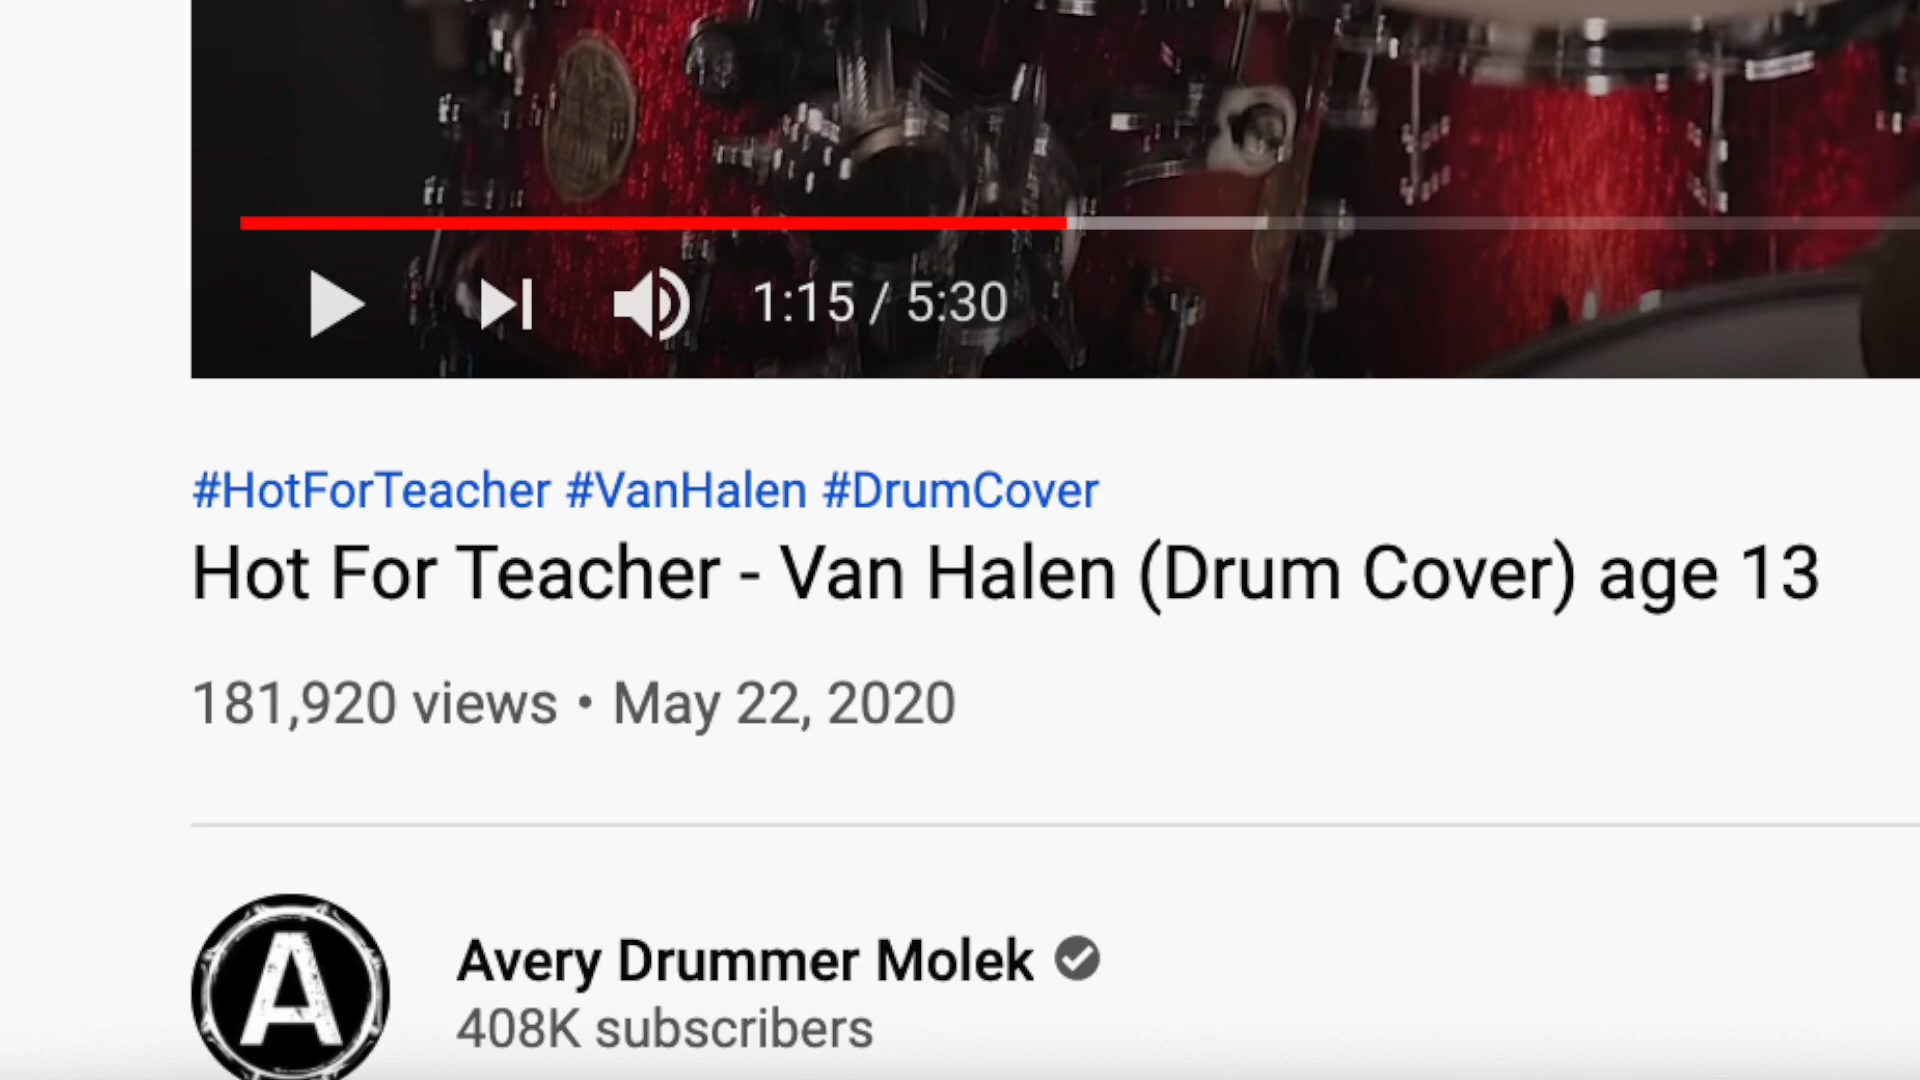 1:15 / 5:30
#HotForTeacher #VanHalen #DrumCover
Hot For Teacher - Van Halen (Drum Cover) age 13
181,920 views • May 22, 2020
A
Avery Drummer Molek
408K subscribers